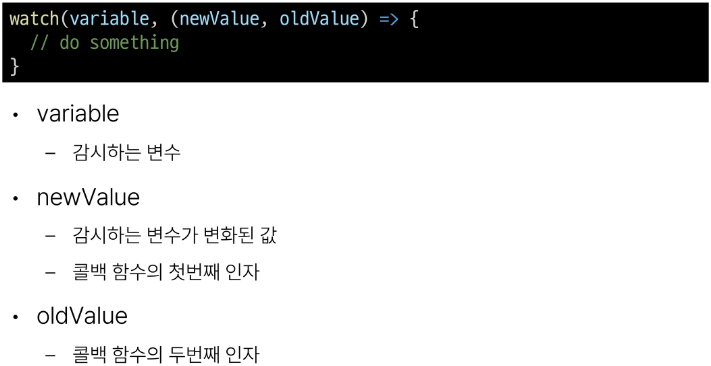 watch(variable, (newValue, oldValue) => {
  // do something
}
• variable
– 감시하는 변수
• newValue
– 감시하는 변수가 변화된 값
– 콜백 함수의 첫번째 인자
• oldValue
– 콜백 함수의 두번째 인자